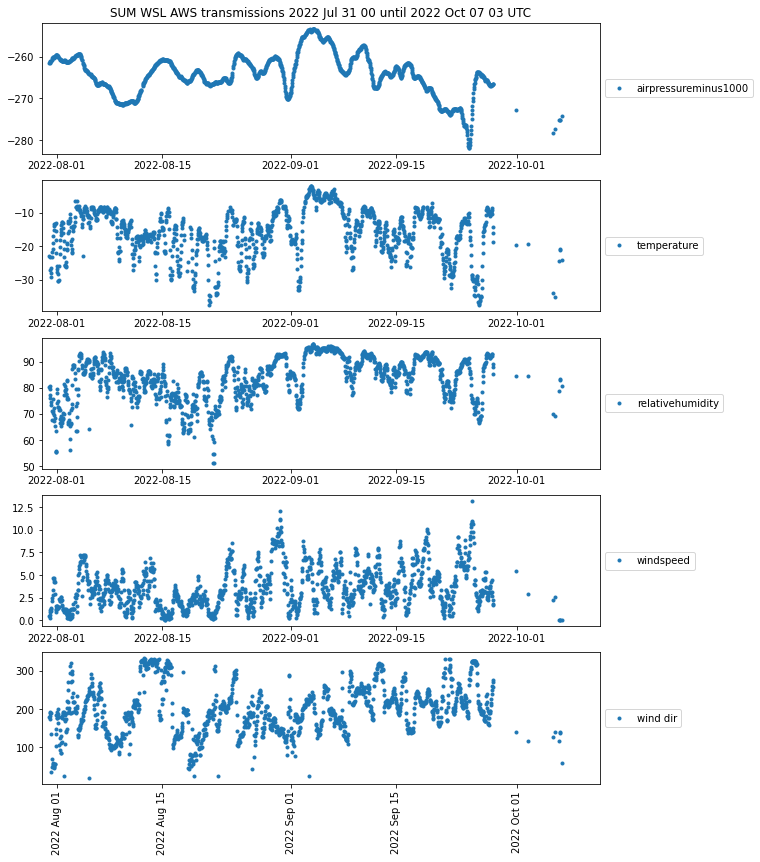 SUM WSL AWS transmissions 2022 Jul 31 00 until 2022 Oct 07 03 UTC
−260
−270
−280
2022-08-01 2022-08-15 2022-09-01 2022-09-15 2022-10-01
airpressureminus1000
−10
−20
−30
2022-08-01 2022-08-15 2022-09-01 2022-09-15 2022-10-01
temperature
90
80
70
60
50
2022-08-01 2022-08-15 2022-09-01 2022-09-15 2022-10-01
relativehumidity
12.5
10.0
7.5
5.0
2.5
0.0
2022-08-01 2022-08-15 2022-09-01 2022-09-15 2022-10-01
windspeed
300
200
100
2022 Aug 01
2022 Aug 15
2022 Sep 01
2022 Sep 15
2022 Oct 01
wind dir